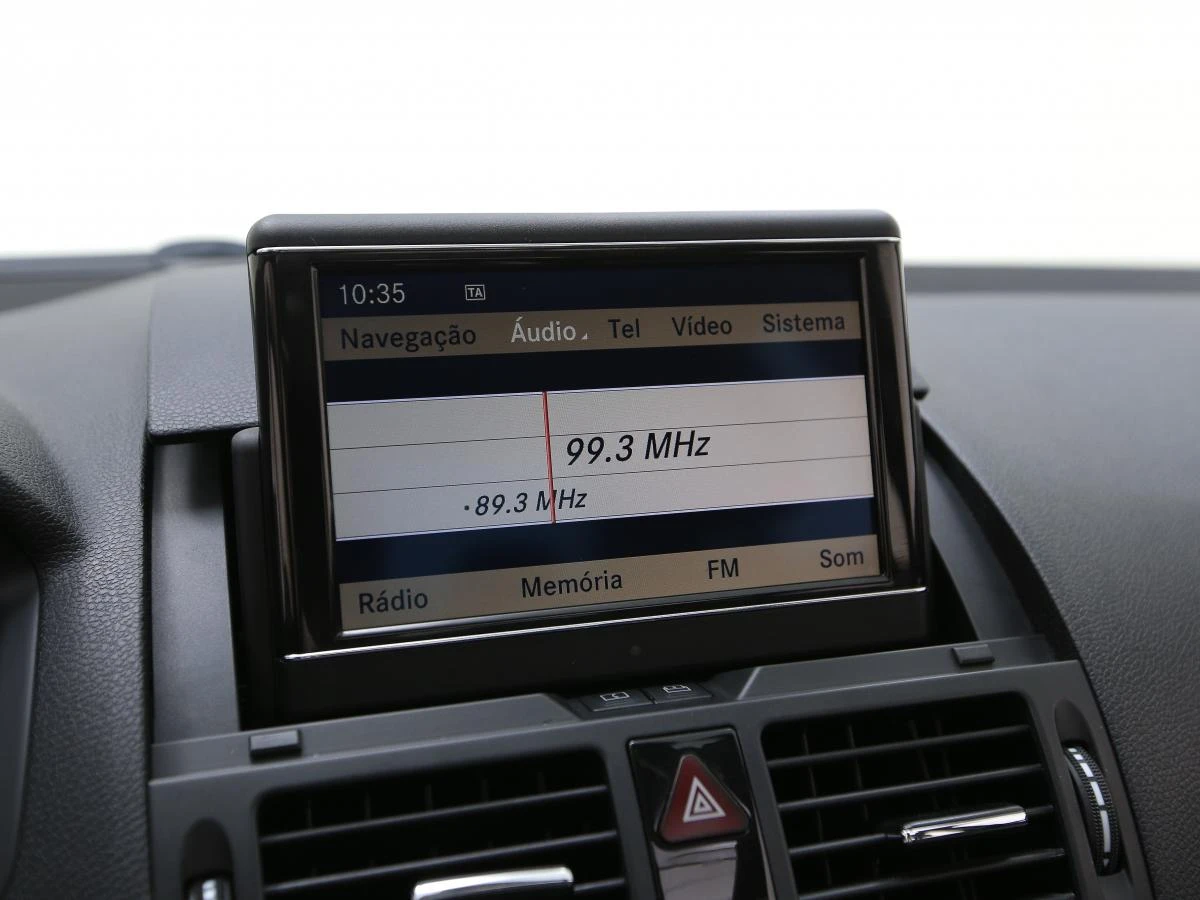 10:35 TA
Navegação Áudio Tel Vídeo Sistema
99.3 MHz
·89.3 MHz
Rádio Memória FM Som